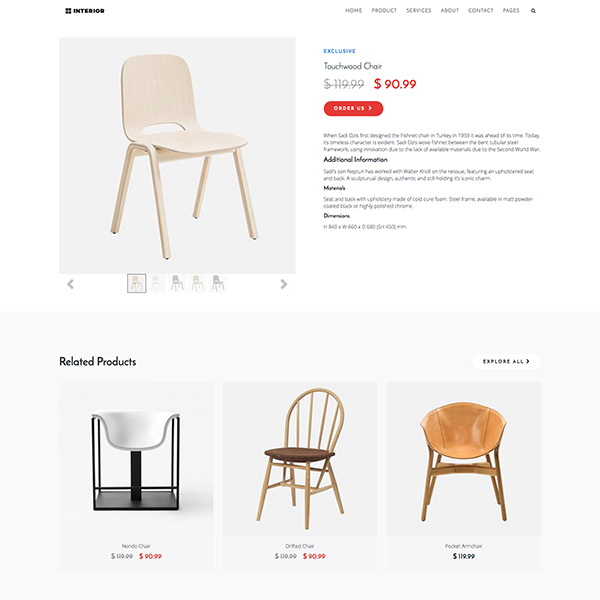 INTERIOR
HOME PRODUCT SERVICES ABOUT CONTACT PAGES
EXCLUSIVE
Touchwood Chair
$ 119.99 $ 90.99
ORDER US
When Sadi Ozis first designed the Fishnet chair in Turkey in 1959 it was ahead of its time. Today,
its timeless character is evident. Sadi Ozis wove fishnet between the bent tubular steel
framework, using innovation due to the lack of available materials due to the Second World War.
Additional Information
Sadi's son Neptun has worked with Walter Knoll on the reissue, featuring an upholstered seat
and back. A sculptural design, authentic and still holding it's iconic charm.
Materials
Seat and back with upholstery made of cold cure foam. Steel frame, available in matt powder-
coated black or highly polished chrome.
Dimensions
H 840 x W 660 x D 680 (SH 450) mm.
Related Products
EXPLORE ALL
Nendo Chair
$ 119.99 $ 90.99
Drifted Chair
$ 119.99 $ 90.99
Pocket Armchair
$ 119.99